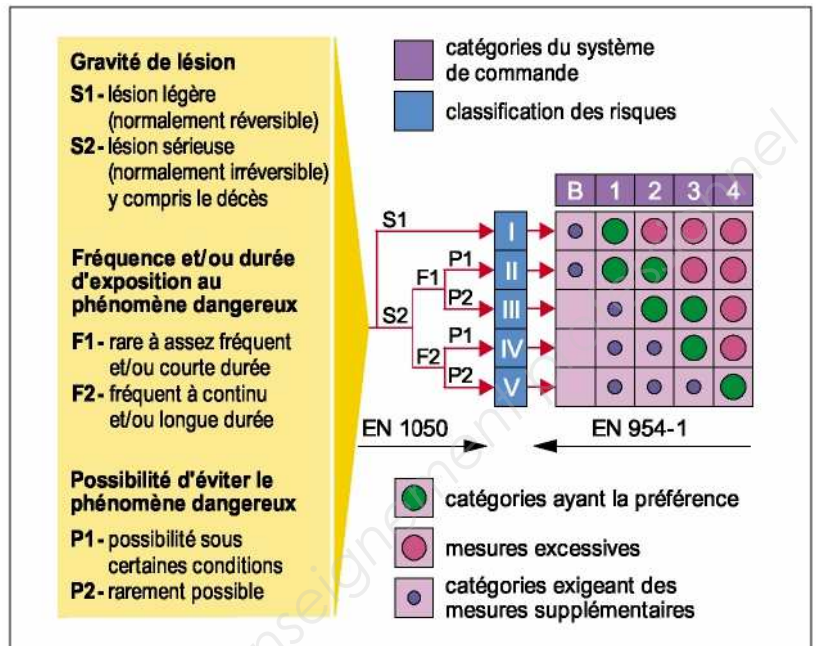 Gravité de lésion
S1- lésion légère
(normalement réversible)
S2- lésion sérieuse
(normalement irréversible)
y compris le décès
Fréquence et/ou durée
d'exposition au
phénomène dangereux
F1- rare à assez fréquent
et/ou courte durée
F2- fréquent à continu
et/ou longue durée
Possibilité d'éviter le
phénomène dangereux
P1- possibilité sous
certaines conditions
P2- rarement possible
catégories du système
de commande
classification des risques
B 1 2 3 4
S1 I
F1 P1 II
P2 III
S2
F2 P1 IV
P2 V
EN 1050 EN 954-1
catégories ayant la préférence
mesures excessives
catégories exigeant des
mesures supplémentaires